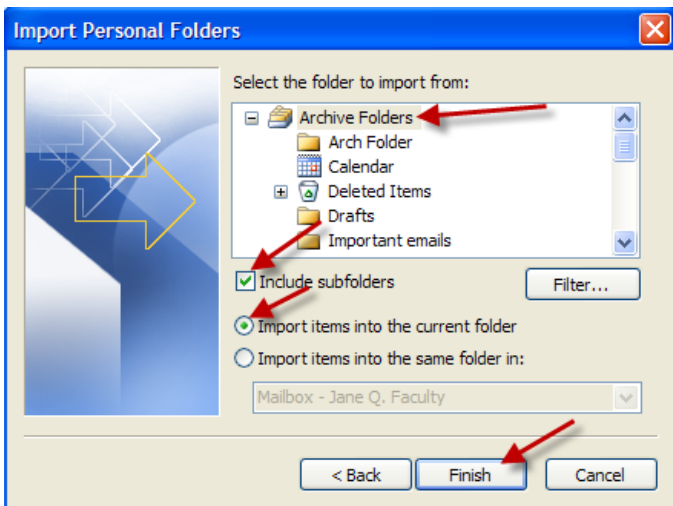 Import Personal Folders
Select the folder to import from:
Archive Folders
Arch Folder
Calendar
Deleted Items
Drafts
Important emails
Include subfolders
Filter...
Import items into the current folder
Import items into the same folder in:
Mailbox - Jane Q. Faculty
< Back Finish Cancel